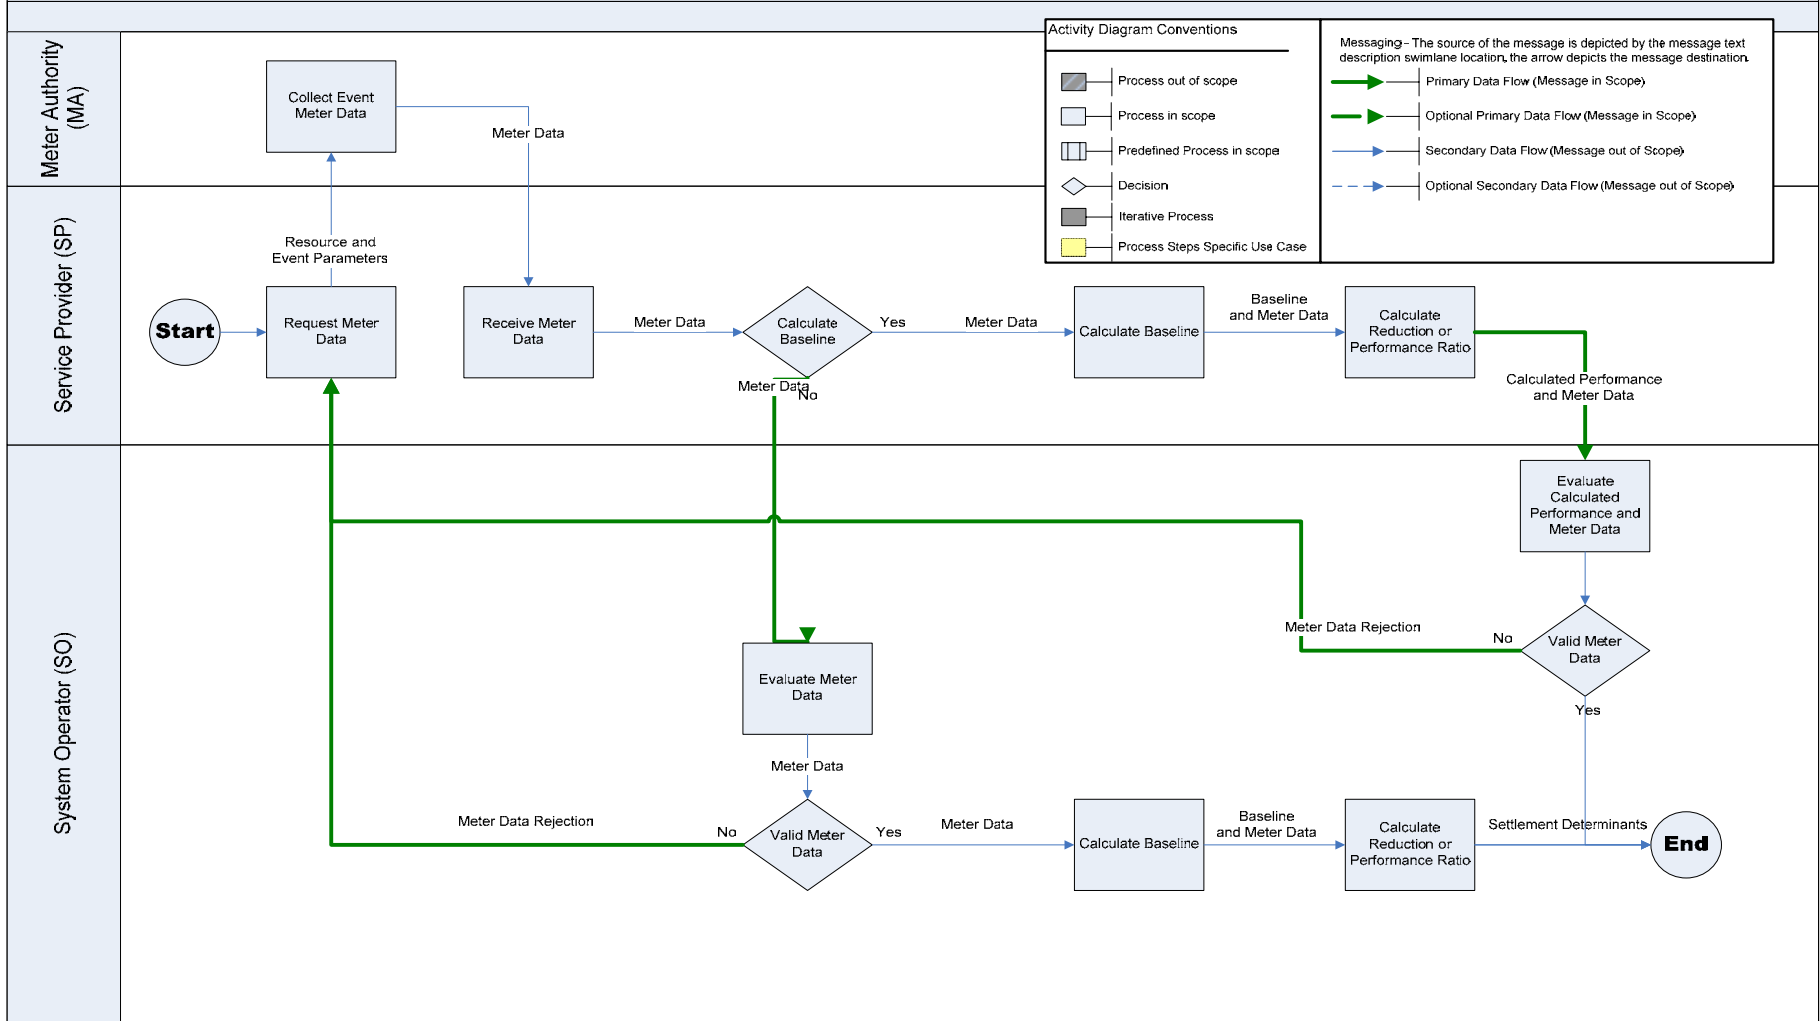 Activity Diagram Conventions
Process out of scope
Process in scope
Predefined Process in scope
Decision
Iterative Process
Process Steps Specific Use Case
Messaging - The source of the message is depicted by the message text
description swimlane location, the arrow depicts the message destination.
Primary Data Flow (Message in Scope)
Optional Primary Data Flow (Message in Scope)
Secondary Data Flow (Message out of Scope)
Optional Secondary Data Flow (Message out of Scope)
Meter Authority
(MA)
Collect Event
Meter Data
Meter Data
Service Provider (SP)
Resource and
Event Parameters
Start
Request Meter
Data
Receive Meter
Data
Meter Data
Calculate
Baseline
Yes
Meter Data
Calculate Baseline
Baseline
and Meter Data
Calculate
Reduction or
Performance Ratio
Meter Data
No
Calculated Performance
and Meter Data
System Operator (SO)
Evaluate
Calculated
Performance and
Meter Data
Meter Data Rejection
No
Valid Meter
Data
Yes
Evaluate Meter
Data
Meter Data
Meter Data Rejection
No
Valid Meter
Data
Yes
Meter Data
Calculate Baseline
Baseline
and Meter Data
Calculate
Reduction or
Performance Ratio
Settlement Determinants
End